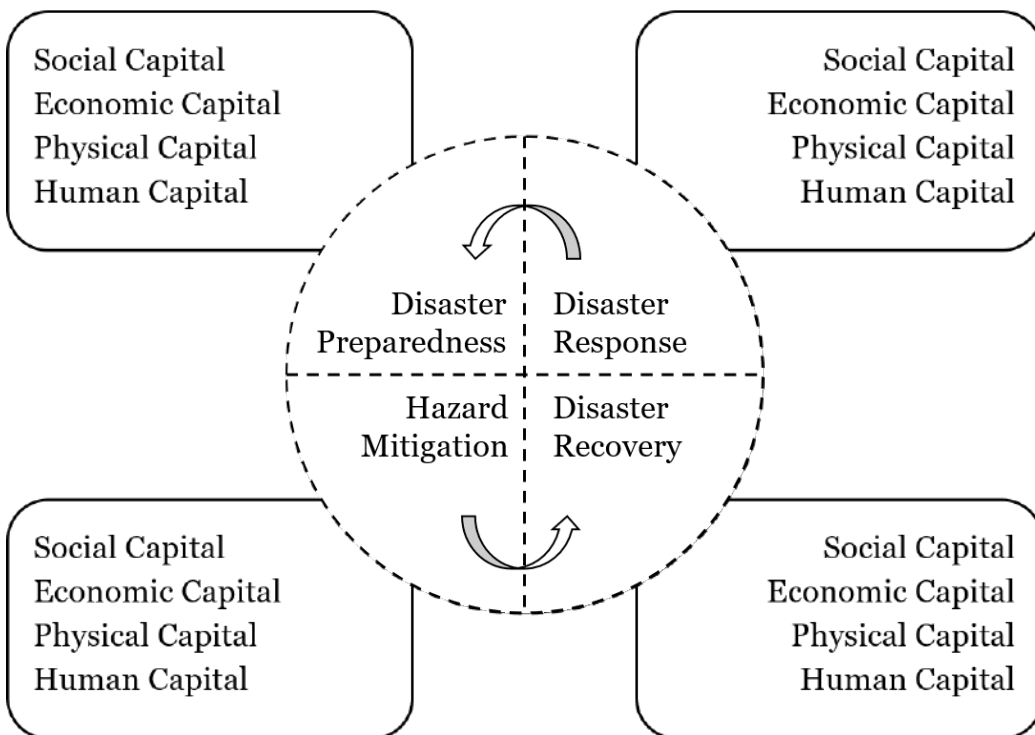 Social Capital
Economic Capital
Physical Capital
Human Capital
Social Capital
Economic Capital
Physical Capital
Human Capital
Disaster
Preparedness
Disaster
Response
Hazard
Mitigation
Disaster
Recovery
Social Capital
Economic Capital
Physical Capital
Human Capital
Social Capital
Economic Capital
Physical Capital
Human Capital